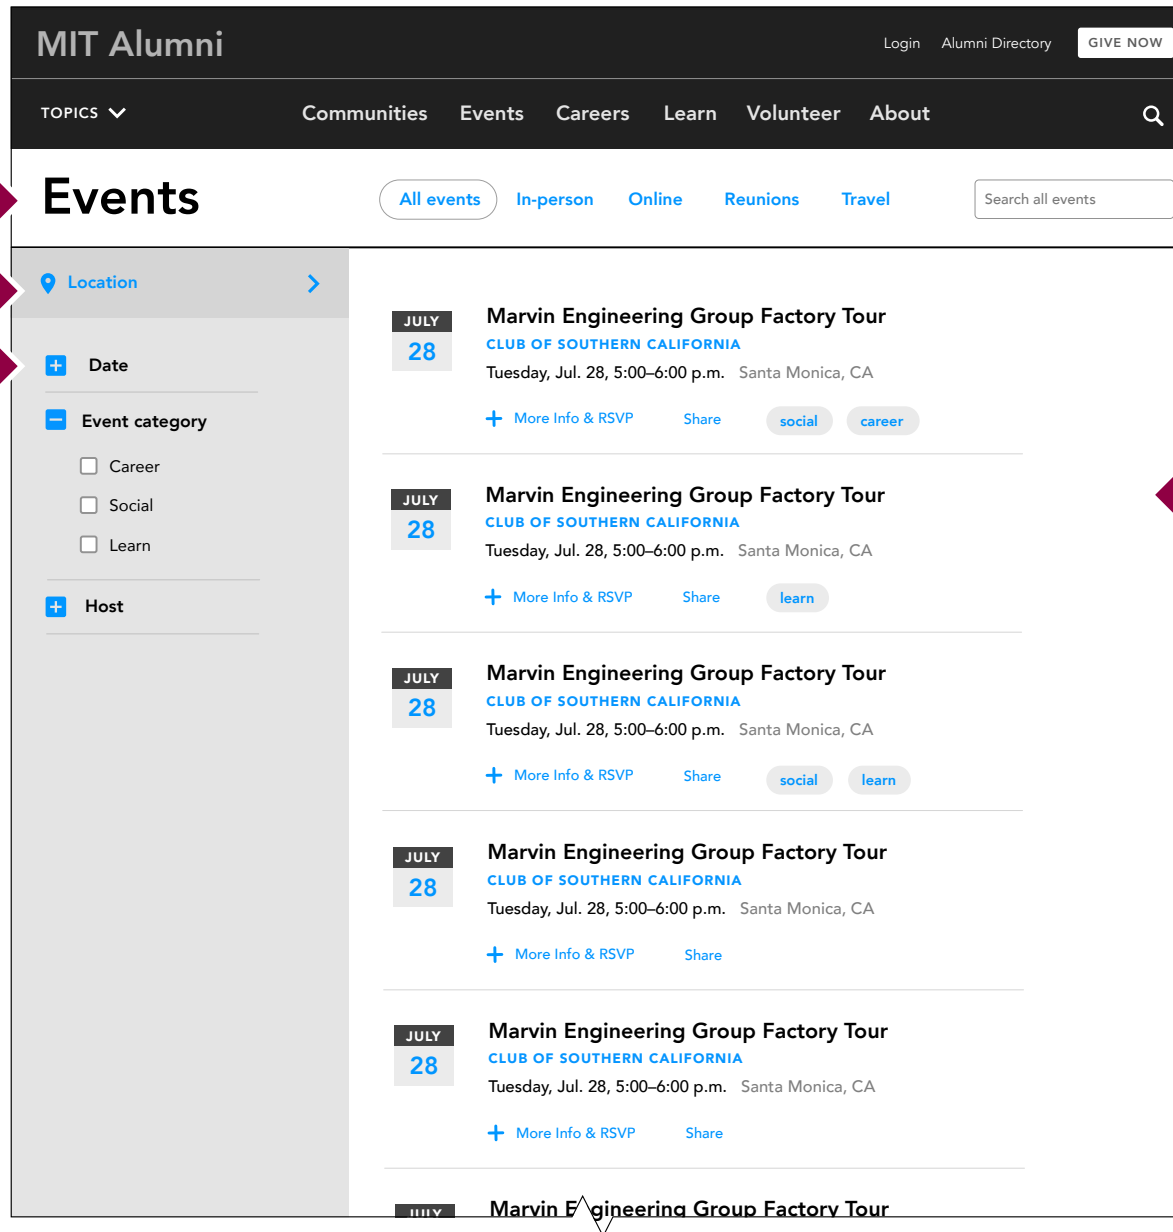 MIT Alumni
Login Alumni Directory GIVE NOW
TOPICS Communities Events Careers Learn Volunteer About
Events
All events In-person Online Reunions Travel
Search all events
Location
Date
Event category
Career
Social
Learn
Host
JULY
28
Marvin Engineering Group Factory Tour
CLUB OF SOUTHERN CALIFORNIA
Tuesday, Jul. 28, 5:00–6:00 p.m. Santa Monica, CA
More Info & RSVP Share social career
JULY
28
Marvin Engineering Group Factory Tour
CLUB OF SOUTHERN CALIFORNIA
Tuesday, Jul. 28, 5:00–6:00 p.m. Santa Monica, CA
More Info & RSVP Share learn
JULY
28
Marvin Engineering Group Factory Tour
CLUB OF SOUTHERN CALIFORNIA
Tuesday, Jul. 28, 5:00–6:00 p.m. Santa Monica, CA
More Info & RSVP Share social learn
JULY
28
Marvin Engineering Group Factory Tour
CLUB OF SOUTHERN CALIFORNIA
Tuesday, Jul. 28, 5:00–6:00 p.m. Santa Monica, CA
More Info & RSVP Share
JULY
28
Marvin Engineering Group Factory Tour
CLUB OF SOUTHERN CALIFORNIA
Tuesday, Jul. 28, 5:00–6:00 p.m. Santa Monica, CA
More Info & RSVP Share
JULY
Marvin Engineering Group Factory Tour